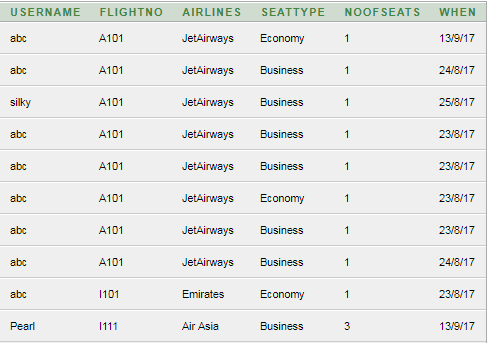 USERNAME FLIGHTNO AIRLINES SEATTYPE NOOFSEATS WHEN
abc A101 JetAirways Economy 1 13/9/17
abc A101 JetAirways Business 1 24/8/17
silky A101 JetAirways Business 1 25/8/17
abc A101 JetAirways Business 1 23/8/17
abc A101 JetAirways Business 1 23/8/17
abc A101 JetAirways Economy 1 23/8/17
abc A101 JetAirways Business 1 23/8/17
abc A101 JetAirways Business 1 24/8/17
abc I101 Emirates Economy 1 23/8/17
Pearl I111 Air Asia Business 3 13/9/17